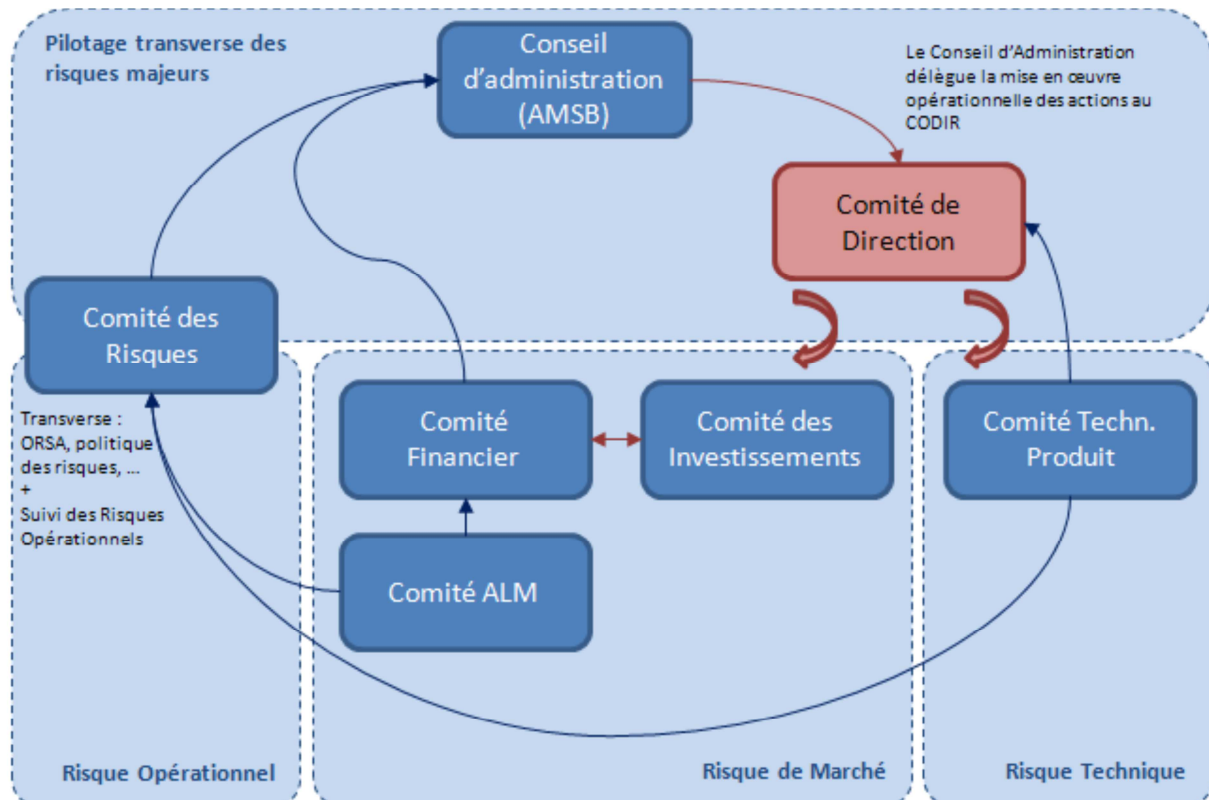 Pilotage transverse des
risques majeurs
Conseil
d'administration
(AMSB)
Le Conseil d'Administration
délègue la mise en œuvre
opérationnelle des actions au
CODIR
Comité de
Direction
Comité des
Risques
Transverse :
ORSA, politique
des risques, ...
+
Suivi des Risques
Opérationnels
Comité
Financier
Comité des
Investissements
Comité Techn.
Produit
Comité ALM
Risque Opérationnel
Risque de Marché
Risque Technique